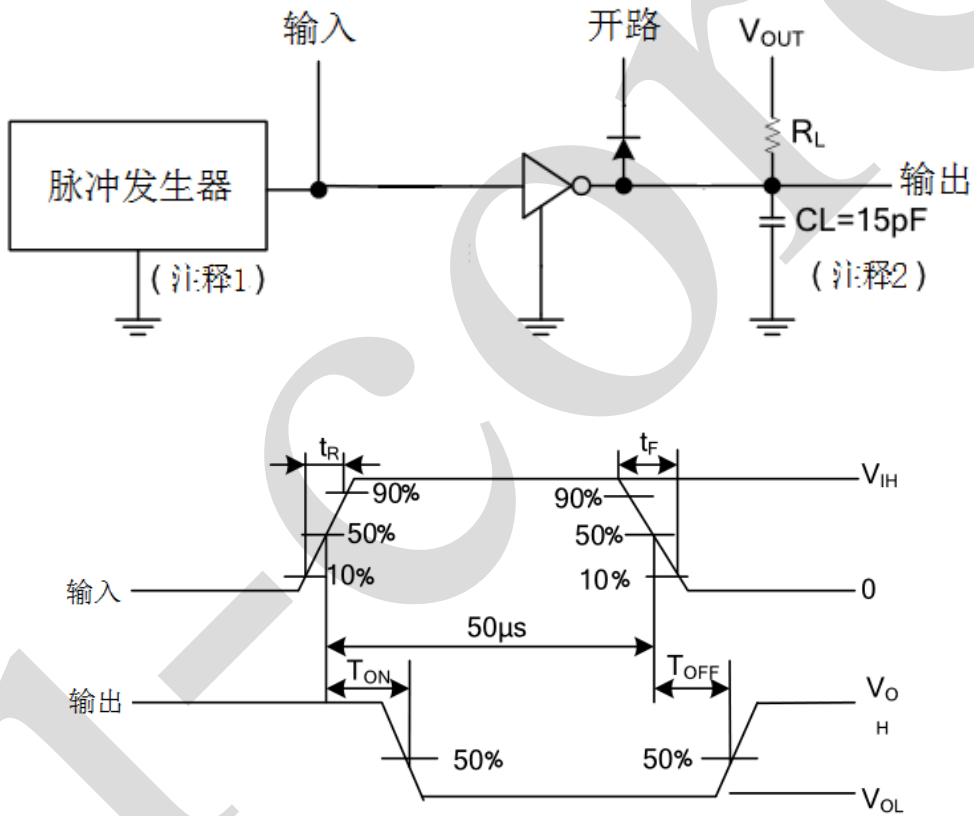 输入
开路
VOUT
RL
脉冲发生器
输出
CL=15pF
(注释1)
(注释2)
tR
tF
VIH
90%
90%
50%
50%
10%
10%
输入
0
50μs
TON
TOFF
输出
VO
H
50%
50%
VOL